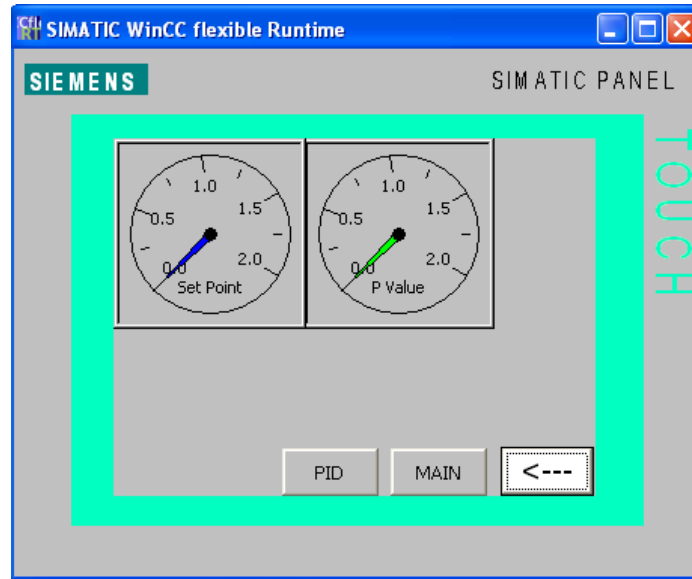 SIMATIC WinCC flexible Runtime
SIEMENS
SIMATIC PANEL
TOUCH
1.0
0.5
1.5
0.0
2.0
Set Point
1.0
0.5
1.5
0.0
2.0
P Value
PID
MAIN
<---